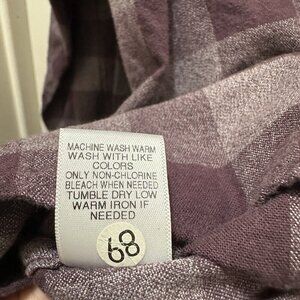 MACHINE WASH WARM
WASH WITH LIKE
COLORS
ONLY NON-CHLORINE
BLEACH WHEN NEEDED
TUMBLE DRY LOW
WARM IRON IF
NEEDED
68